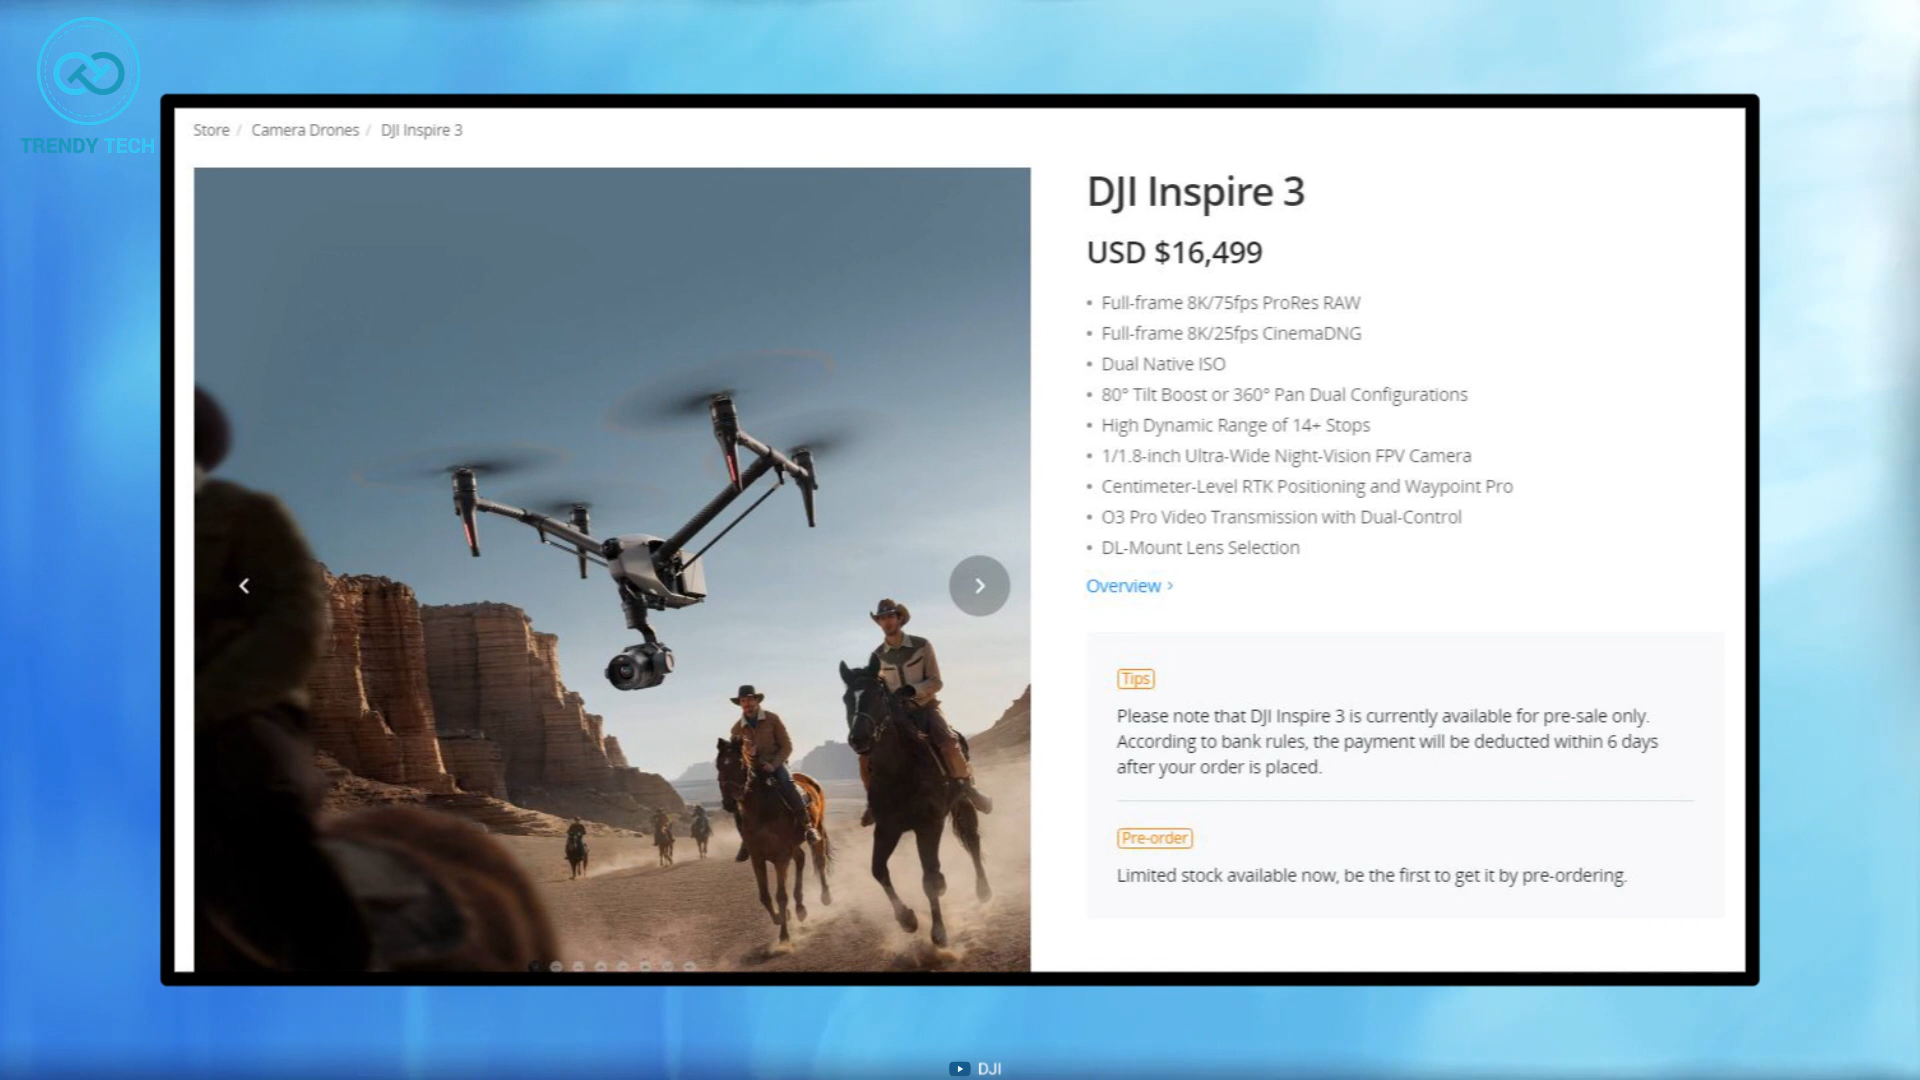 TRENDY TECH
Store / Camera Drones / DJI Inspire 3
DJI Inspire 3
USD $16,499
• Full-frame 8K/75fps ProRes RAW
• Full-frame 8K/25fps CinemaDNG
• Dual Native ISO
• 80° Tilt Boost or 360° Pan Dual Configurations
• High Dynamic Range of 14+ Stops
• 1/1.8-inch Ultra-Wide Night-Vision FPV Camera
• Centimeter-Level RTK Positioning and Waypoint Pro
• O3 Pro Video Transmission with Dual-Control
• DL-Mount Lens Selection
Overview >
Tips
Please note that DJI Inspire 3 is currently available for pre-sale only.
According to bank rules, the payment will be deducted within 6 days
after your order is placed.
Pre-order
Limited stock available now, be the first to get it by pre-ordering.
DJI